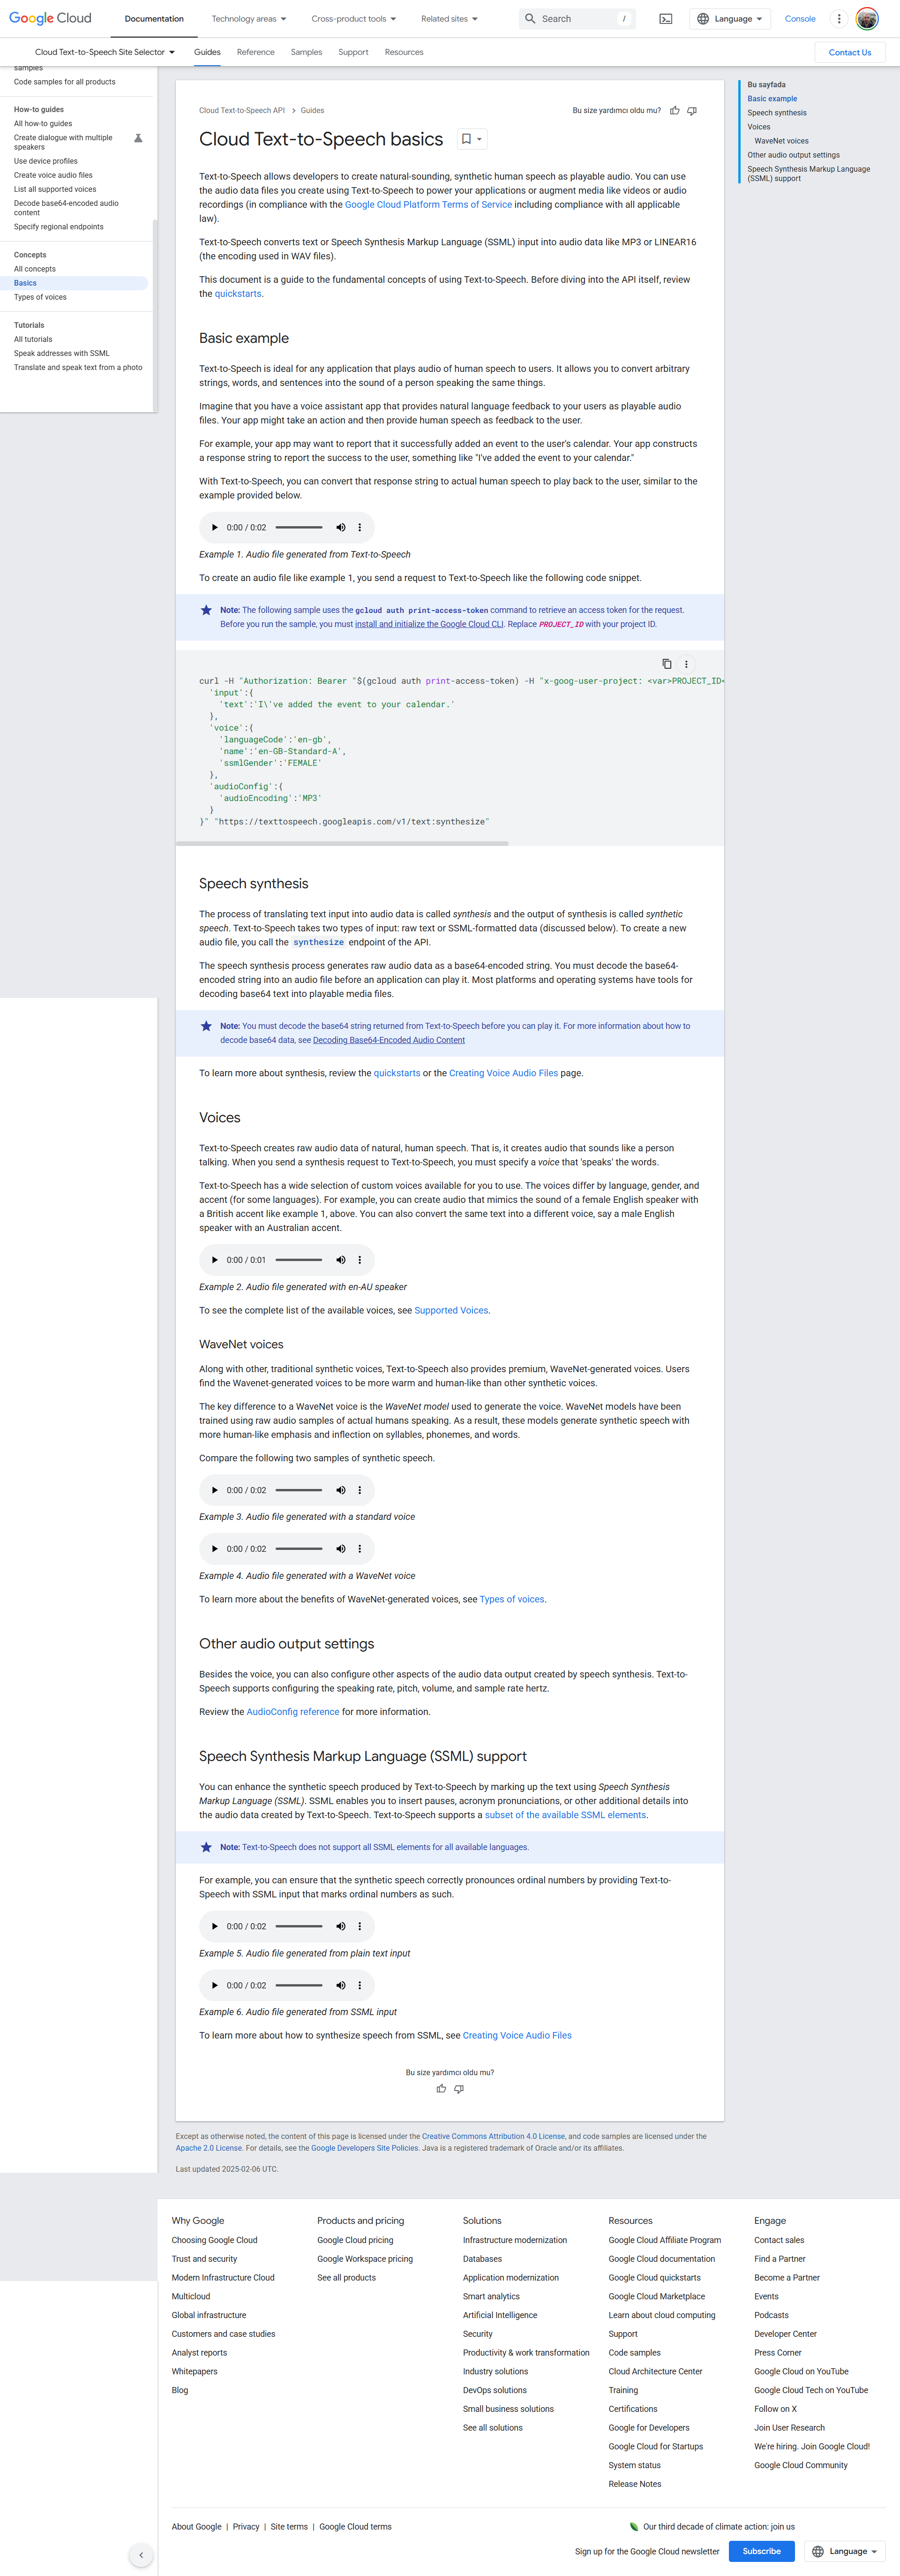 Google Cloud
Documentation
Technology areas
Cross-product tools
Related sites
Search
/
Language
Console
Cloud Text-to-Speech Site Selector
Guides
Reference
Samples
Support
Resources
Contact Us
samples
Code samples for all products
How-to guides
All how-to guides
Create dialogue with multiple
speakers
Use device profiles
Create voice audio files
List all supported voices
Decode base64-encoded audio
content
Specify regional endpoints
Concepts
All concepts
Basics
Types of voices
Tutorials
All tutorials
Speak addresses with SSML
Translate and speak text from a photo
Cloud Text-to-Speech API
Guides
Bu size yardımcı oldu mu?
Cloud Text-to-Speech basics
Text-to-Speech allows developers to create natural-sounding, synthetic human speech as playable audio. You can use
the audio data files you create using Text-to-Speech to power your applications or augment media like videos or audio
recordings (in compliance with the Google Cloud Platform Terms of Service including compliance with all applicable
law).
Text-to-Speech converts text or Speech Synthesis Markup Language (SSML) input into audio data like MP3 or LINEAR16
(the encoding used in WAV files).
This document is a guide to the fundamental concepts of using Text-to-Speech. Before diving into the API itself, review
the quickstarts.
Basic example
Text-to-Speech is ideal for any application that plays audio of human speech to users. It allows you to convert arbitrary
strings, words, and sentences into the sound of a person speaking the same things.
Imagine that you have a voice assistant app that provides natural language feedback to your users as playable audio
files. Your app might take an action and then provide human speech as feedback to the user.
For example, your app may want to report that it successfully added an event to the user's calendar. Your app constructs
a response string to report the success to the user, something like "I've added the event to your calendar."
With Text-to-Speech, you can convert that response string to actual human speech to play back to the user, similar to the
example provided below.
0:00 / 0:02
Example 1. Audio file generated from Text-to-Speech
To create an audio file like example 1, you send a request to Text-to-Speech like the following code snippet.
Note: The following sample uses the gcloud auth print-access-token command to retrieve an access token for the request.
Before you run the sample, you must install and initialize the Google Cloud CLI. Replace PROJECT_ID with your project ID.
curl -H "Authorization: Bearer "$(gcloud auth print-access-token) -H "x-goog-user-project: <var>PROJECT_ID<
'input':{
'text':'I\'ve added the event to your calendar.'
},
'voice':{
'languageCode':'en-gb',
'name':'en-GB-Standard-A',
'ssmlGender':'FEMALE'
},
'audioConfig':{
'audioEncoding':'MP3'
}
}" "https://texttospeech.googleapis.com/v1/text:synthesize"
Speech synthesis
The process of translating text input into audio data is called synthesis and the output of synthesis is called synthetic
speech. Text-to-Speech takes two types of input: raw text or SSML-formatted data (discussed below). To create a new
audio file, you call the synthesize endpoint of the API.
The speech synthesis process generates raw audio data as a base64-encoded string. You must decode the base64-
encoded string into an audio file before an application can play it. Most platforms and operating systems have tools for
decoding base64 text into playable media files.
Note: You must decode the base64 string returned from Text-to-Speech before you can play it. For more information about how to
decode base64 data, see Decoding Base64-Encoded Audio Content
To learn more about synthesis, review the quickstarts or the Creating Voice Audio Files page.
Voices
Text-to-Speech creates raw audio data of natural, human speech. That is, it creates audio that sounds like a person
talking. When you send a synthesis request to Text-to-Speech, you must specify a voice that 'speaks' the words.
Text-to-Speech has a wide selection of custom voices available for you to use. The voices differ by language, gender, and
accent (for some languages). For example, you can create audio that mimics the sound of a female English speaker with
a British accent like example 1, above. You can also convert the same text into a different voice, say a male English
speaker with an Australian accent.
0:00 / 0:01
Example 2. Audio file generated with en-AU speaker
To see the complete list of the available voices, see Supported Voices.
WaveNet voices
Along with other, traditional synthetic voices, Text-to-Speech also provides premium, WaveNet-generated voices. Users
find the Wavenet-generated voices to be more warm and human-like than other synthetic voices.
The key difference to a WaveNet voice is the WaveNet model used to generate the voice. WaveNet models have been
trained using raw audio samples of actual humans speaking. As a result, these models generate synthetic speech with
more human-like emphasis and inflection on syllables, phonemes, and words.
Compare the following two samples of synthetic speech.
0:00 / 0:02
Example 3. Audio file generated with a standard voice
0:00 / 0:02
Example 4. Audio file generated with a WaveNet voice
To learn more about the benefits of WaveNet-generated voices, see Types of voices.
Other audio output settings
Besides the voice, you can also configure other aspects of the audio data output created by speech synthesis. Text-to-
Speech supports configuring the speaking rate, pitch, volume, and sample rate hertz.
Review the AudioConfig reference for more information.
Speech Synthesis Markup Language (SSML) support
You can enhance the synthetic speech produced by Text-to-Speech by marking up the text using Speech Synthesis
Markup Language (SSML). SSML enables you to insert pauses, acronym pronunciations, or other additional details into
the audio data created by Text-to-Speech. Text-to-Speech supports a subset of the available SSML elements.
Note: Text-to-Speech does not support all SSML elements for all available languages.
For example, you can ensure that the synthetic speech correctly pronounces ordinal numbers by providing Text-to-
Speech with SSML input that marks ordinal numbers as such.
0:00 / 0:02
Example 5. Audio file generated from plain text input
0:00 / 0:02
Example 6. Audio file generated from SSML input
To learn more about how to synthesize speech from SSML, see Creating Voice Audio Files
Bu size yardımcı oldu mu?
Bu sayfada
Basic example
Speech synthesis
Voices
WaveNet voices
Other audio output settings
Speech Synthesis Markup Language
(SSML) support
Except as otherwise noted, the content of this page is licensed under the Creative Commons Attribution 4.0 License, and code samples are licensed under the
Apache 2.0 License. For details, see the Google Developers Site Policies. Java is a registered trademark of Oracle and/or its affiliates.
Last updated 2025-02-06 UTC.
Why Google
Choosing Google Cloud
Trust and security
Modern Infrastructure Cloud
Multicloud
Global infrastructure
Customers and case studies
Analyst reports
Whitepapers
Blog
Products and pricing
Google Cloud pricing
Google Workspace pricing
See all products
Solutions
Infrastructure modernization
Databases
Application modernization
Smart analytics
Artificial Intelligence
Security
Productivity & work transformation
Industry solutions
DevOps solutions
Small business solutions
See all solutions
Resources
Google Cloud Affiliate Program
Google Cloud documentation
Google Cloud quickstarts
Google Cloud Marketplace
Learn about cloud computing
Support
Code samples
Cloud Architecture Center
Training
Certifications
Google for Developers
Google Cloud for Startups
System status
Release Notes
Engage
Contact sales
Find a Partner
Become a Partner
Events
Podcasts
Developer Center
Press Corner
Google Cloud on YouTube
Google Cloud Tech on YouTube
Follow on X
Join User Research
We're hiring. Join Google Cloud!
Google Cloud Community
About Google | Privacy | Site terms | Google Cloud terms
Our third decade of climate action: join us
Sign up for the Google Cloud newsletter
Subscribe
Language